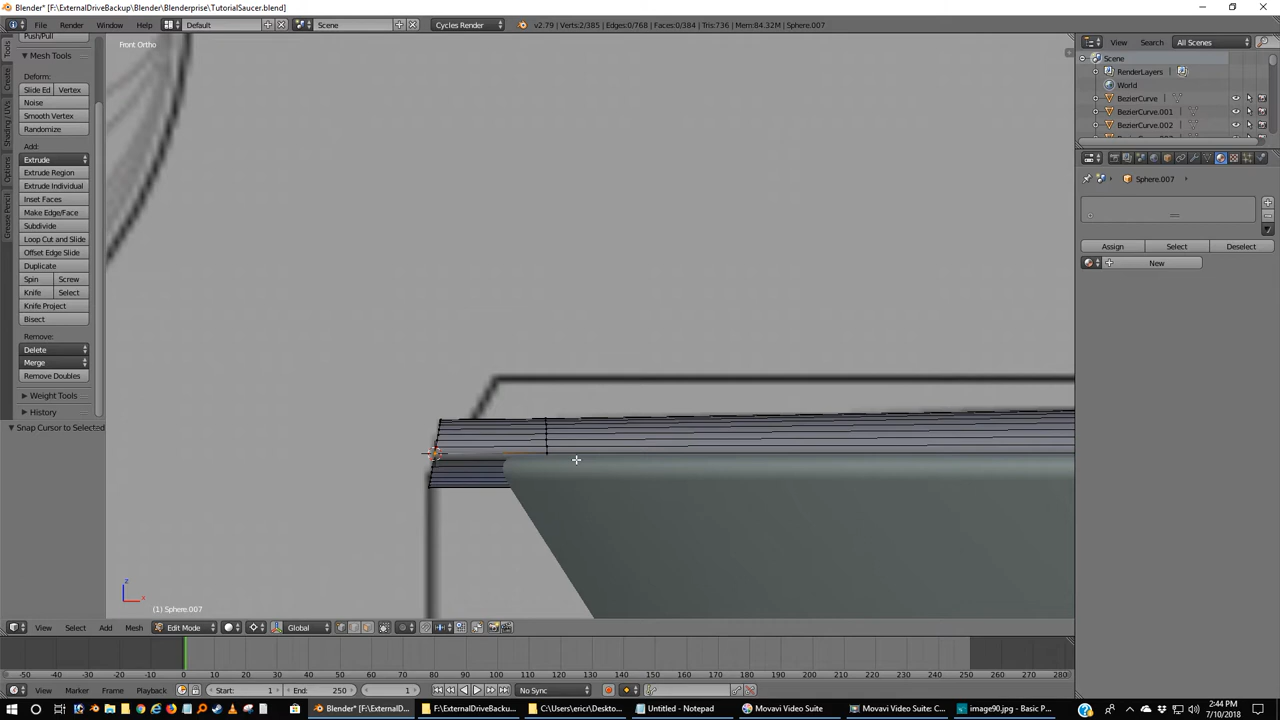 Blender* [F:\ExternalDriveBackup\Blender\Blenderprise\TutorialSaucer.blend]
File Render Window Help Default Scene Cycles Render v2.79 | Verts:2/385 | Edges:0/768 | Faces:0/384 | Tris:736 | Mem:84.32M | Sphere.007
Push/Pull
Front Ortho
View Search All Scenes
Mesh Tools
Scene
RenderLayers
World
BezierCurve
BezierCurve.001
BezierCurve.002
Deform:
Slide Ed Vertex
Noise
Smooth Vertex
Randomize
Add:
Extrude
Extrude Region
Extrude Individual
Inset Faces
Make Edge/Face
Subdivide
Loop Cut and Slide
Offset Edge Slide
Duplicate
Spin Screw
Knife Select
Knife Project
Bisect
Remove:
Delete
Merge
Remove Doubles
Weight Tools
History
Snap Cursor to Selected
Tools
Create
Shading / UVs
Options
Grease Pencil
Sphere.007
Assign Select Deselect
New
z
x
(1) Sphere.007
View Select Add Mesh Edit Mode Global
-50 -40 -30 -20 -10 0 10 20 30 40 50 60 70 80 90 100 110 120 130 140 150 160 170 180 190 200 210 220 230 240 250 260 270 280
View Marker Frame Playback Start: 1 End: 250 1 No Sync
Blender* [F:\ExternalD... F:\ExternalDriveBacku... C:\Users\eric\Deskto... Untitled - Notepad Movavi Video Suite Movavi Video Suite: C... image90.jpg - Basic P...
2:44 PM
7/10/2018